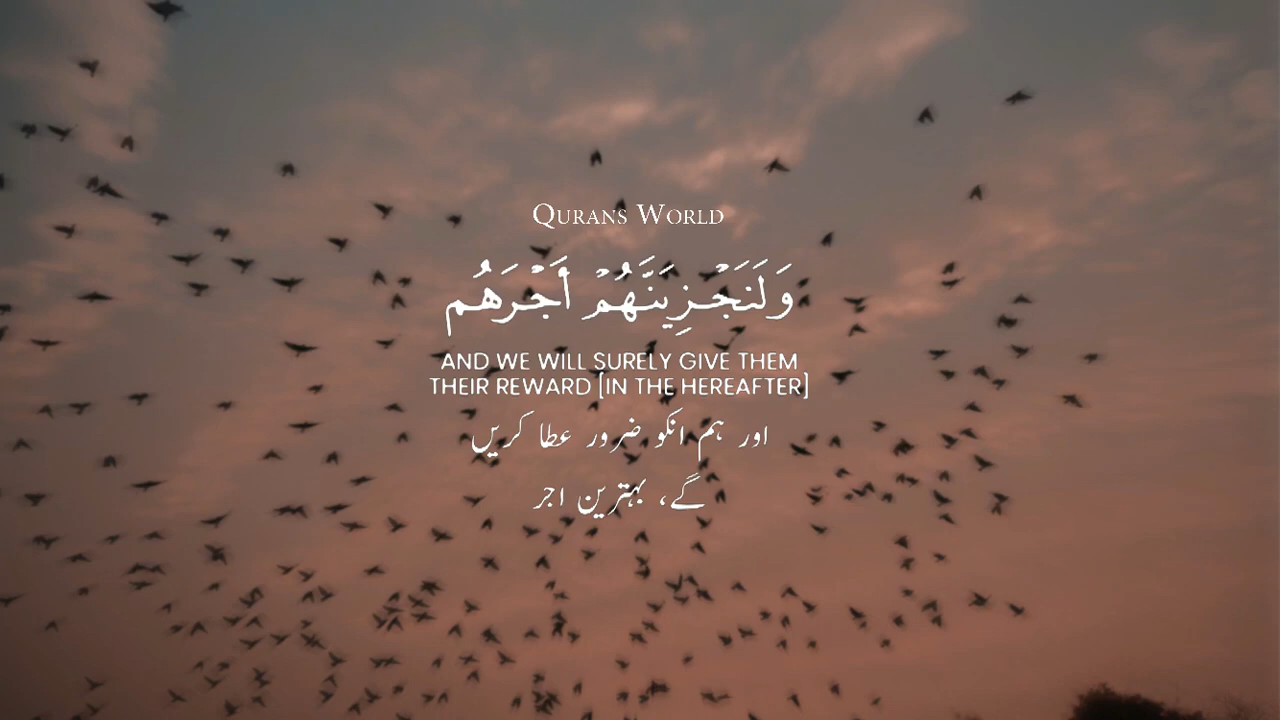 Qurans World
وَلَنَجْزِيَنَّهُمْ أَجْرَهُم
AND WE WILL SURELY GIVE THEM
THEIR REWARD [IN THE HEREAFTER]
اور ہم انکو ضرور عطا کریں
گے، بہترین اجر